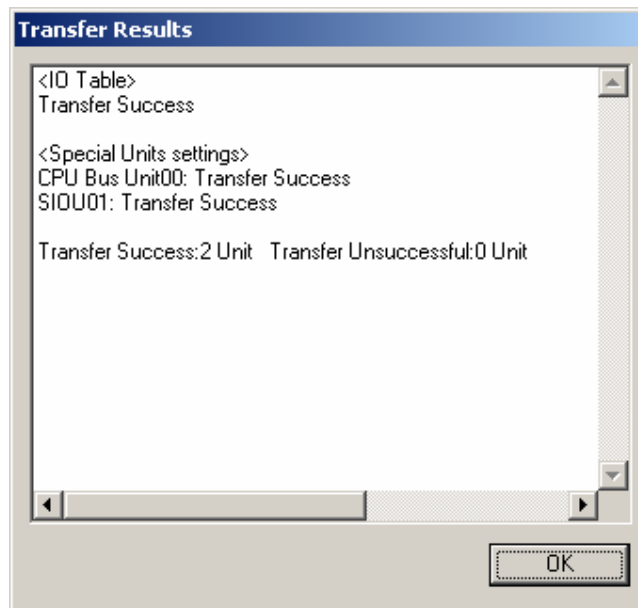 Transfer Results
<IO Table>
Transfer Success
<Special Units settings>
CPU Bus Unit00: Transfer Success
SIOU01: Transfer Success
Transfer Success:2 Unit   Transfer Unsuccessful:0 Unit
OK